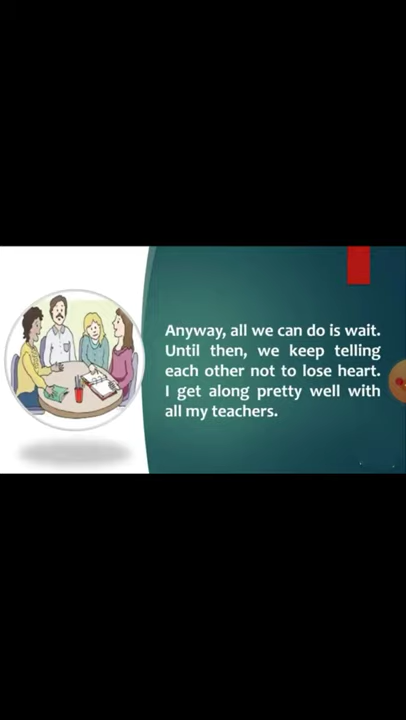 Anyway, all we can do is wait.
Until then, we keep telling
each other not to lose heart.
I get along pretty well with
all my teachers.